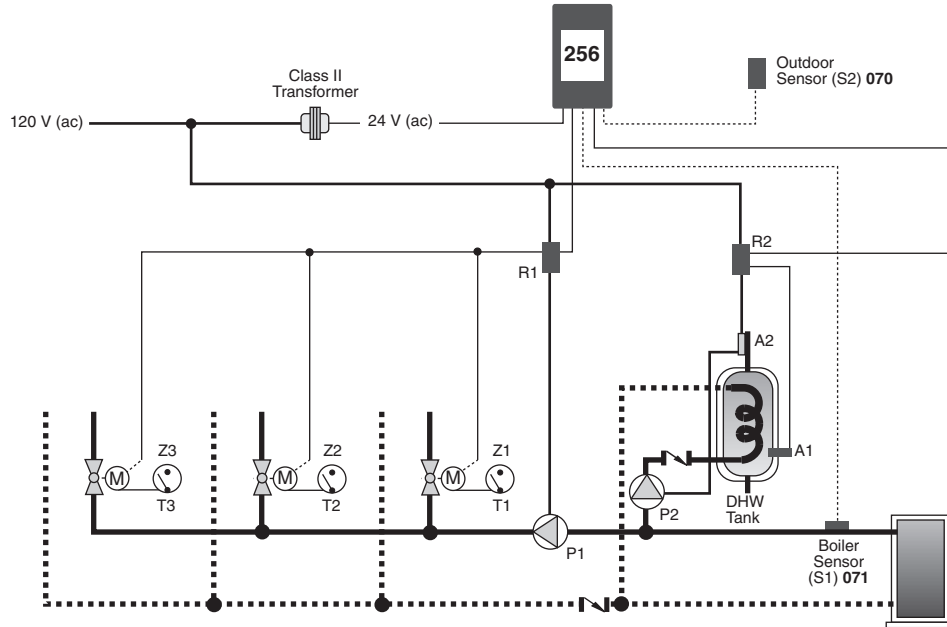 256
Outdoor
Sensor (S2) 070
Class II
Transformer
120 V (ac)
24 V (ac)
R1
R2
A2
A1
Z3
M
T3
Z2
M
T2
Z1
M
T1
P2
DHW
Tank
P1
Boiler
Sensor
(S1) 071